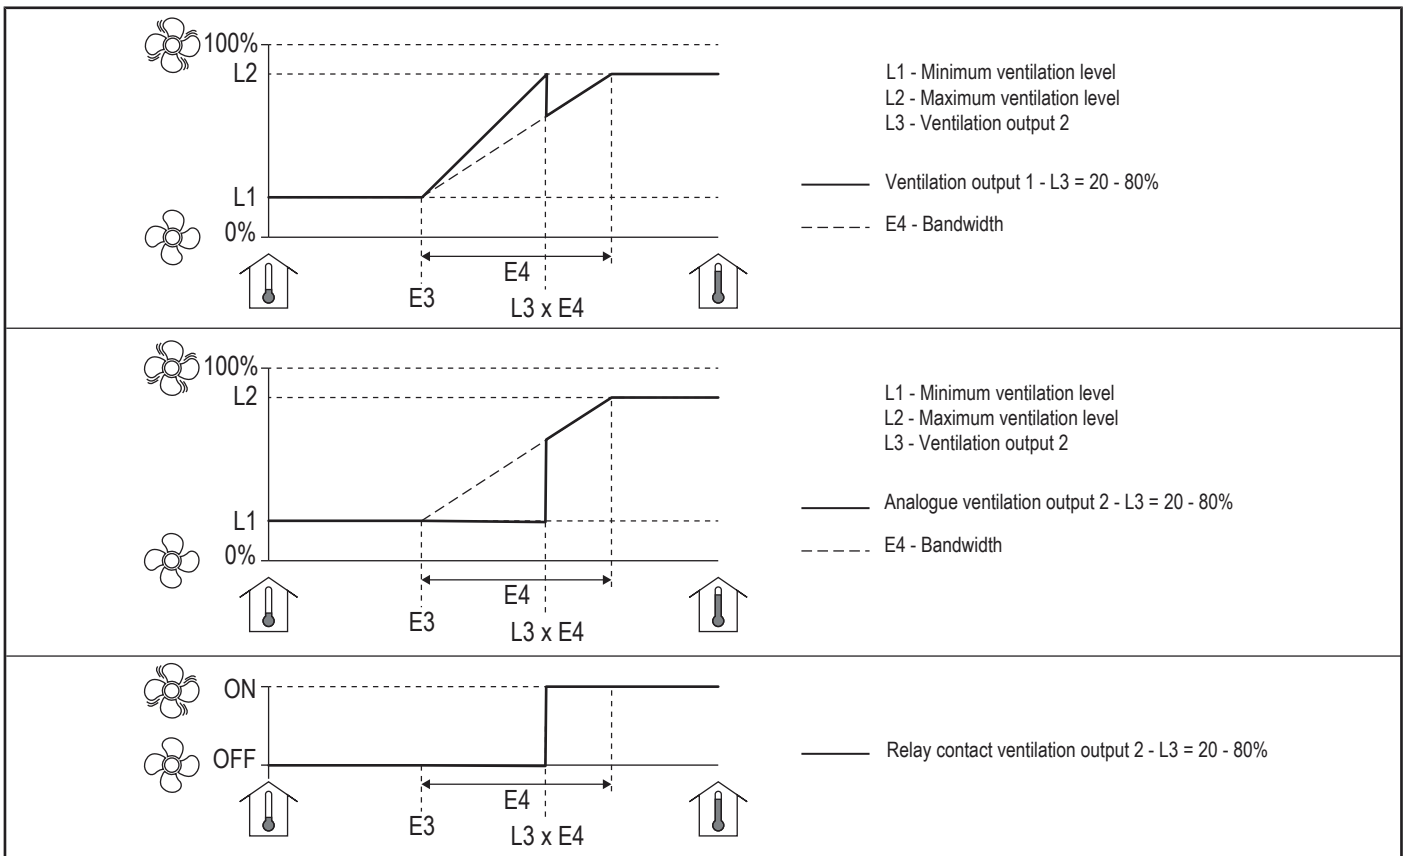 100%
L2
L1
0%
E4
E3
L3 x E4
L1 - Minimum ventilation level
L2 - Maximum ventilation level
L3 - Ventilation output 2
Ventilation output 1 - L3 = 20 - 80%
E4 - Bandwidth
100%
L2
L1
0%
E4
E3
L3 x E4
L1 - Minimum ventilation level
L2 - Maximum ventilation level
L3 - Ventilation output 2
Analogue ventilation output 2 - L3 = 20 - 80%
E4 - Bandwidth
ON
OFF
E4
E3
L3 x E4
Relay contact ventilation output 2 - L3 = 20 - 80%